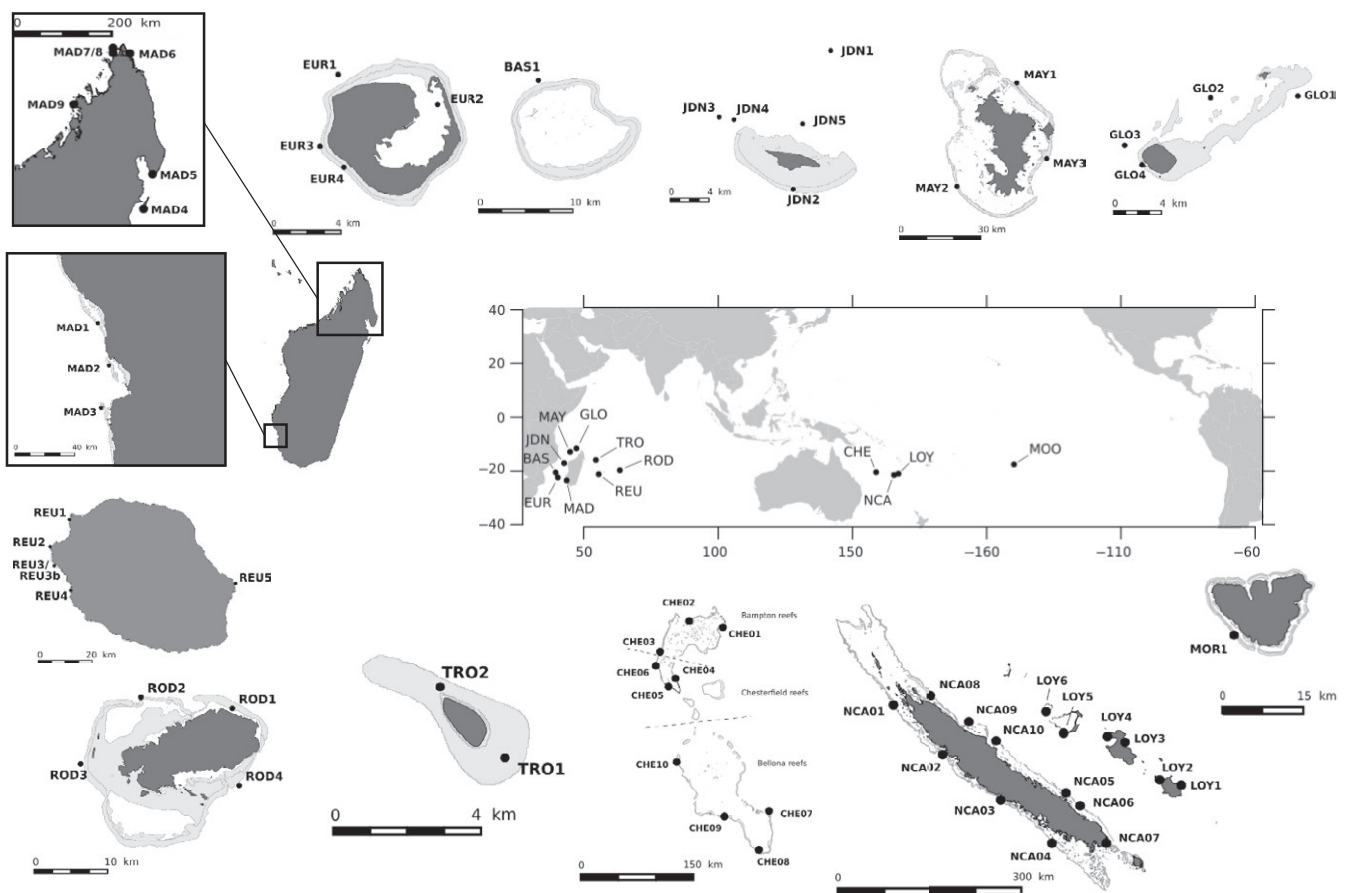 0 200 km
MAD7/8
MAD6
MAD9
MAD5
MAD4
EUR1
EUR2
EUR3
EUR4
0 4 km
BAS1
0 10 km
JDN1
JDN3
JDN4
JDN5
JDN2
0 4 km
MAY1
MAY3
MAY2
0 30 km
GLO2
GLO1
GLO3
GLO4
0 4 km
MAD1
MAD2
MAD3
0 40 km
40
20
0
−20
−40
MAY
GLO
JDN
TRO
BAS
ROD
EUR
MAD
REU
CHE
LOY
NCA
MOO
50 100 150 −160 −110 −60
REU1
REU2
REU3/
REU3b
REU4
REU5
0 20 km
ROD2
ROD1
ROD3
ROD4
0 10 km
TRO2
TRO1
0 4 km
CHE02
Bampton reefs
CHE01
CHE03
CHE06
CHE04
CHE05
Chesterfield reefs
CHE10
Bellona reefs
CHE07
CHE09
CHE08
0 150 km
NCA08
NCA01
NCA09
NCA10
NCA02
NCA03
NCA05
NCA06
NCA07
NCA04
LOY6
LOY5
LOY4
LOY3
LOY2
LOY1
0 300 km
MOR1
0 15 km